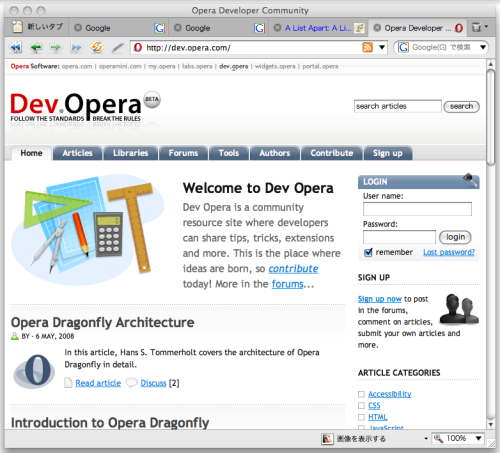 Opera Developer Community
新しいタブ
Google
Google
A List Apart: A Li...
Opera Developer ...
http://dev.opera.com/
Google(G) で検索
Opera Software: opera.com | operamini.com | my.opera | labs.opera | dev.opera | widgets.opera | portal.opera
Dev.Opera BETA
FOLLOW THE STANDARDS BREAK THE RULES
search articles
search
Home
Articles
Libraries
Forums
Tools
Authors
Contribute
Sign up
Welcome to Dev Opera
Dev Opera is a community
resource site where developers
can share tips, tricks, extensions
and more. This is the place where
ideas are born, so contribute
today! More in the forums...
LOGIN
User name:
Password:
login
remember
Lost password?
SIGN UP
Sign up now to post
in the forums,
comment on articles,
submit your own articles and
more.
Opera Dragonfly Architecture
BY · 6 MAY, 2008
In this article, Hans S. Tommerholt covers the architecture of Opera
Dragonfly in detail.
Read article
Discuss [2]
ARTICLE CATEGORIES
Accessibility
CSS
HTML
JavaScript
Introduction to Opera Dragonfly
画像を表示する
100%